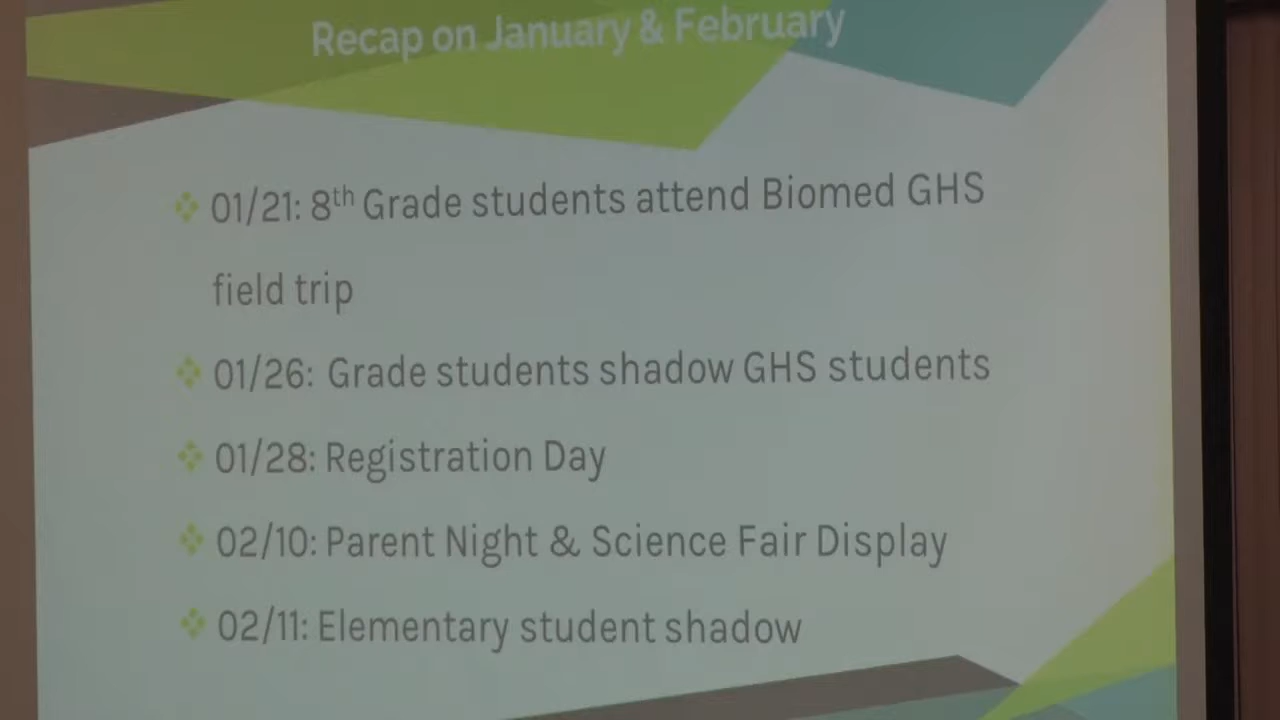 Recap on January & February
01/21: 8th Grade students attend Biomed GHS
field trip
01/26: Grade students shadow GHS students
01/28: Registration Day
02/10: Parent Night & Science Fair Display
02/11: Elementary student shadow